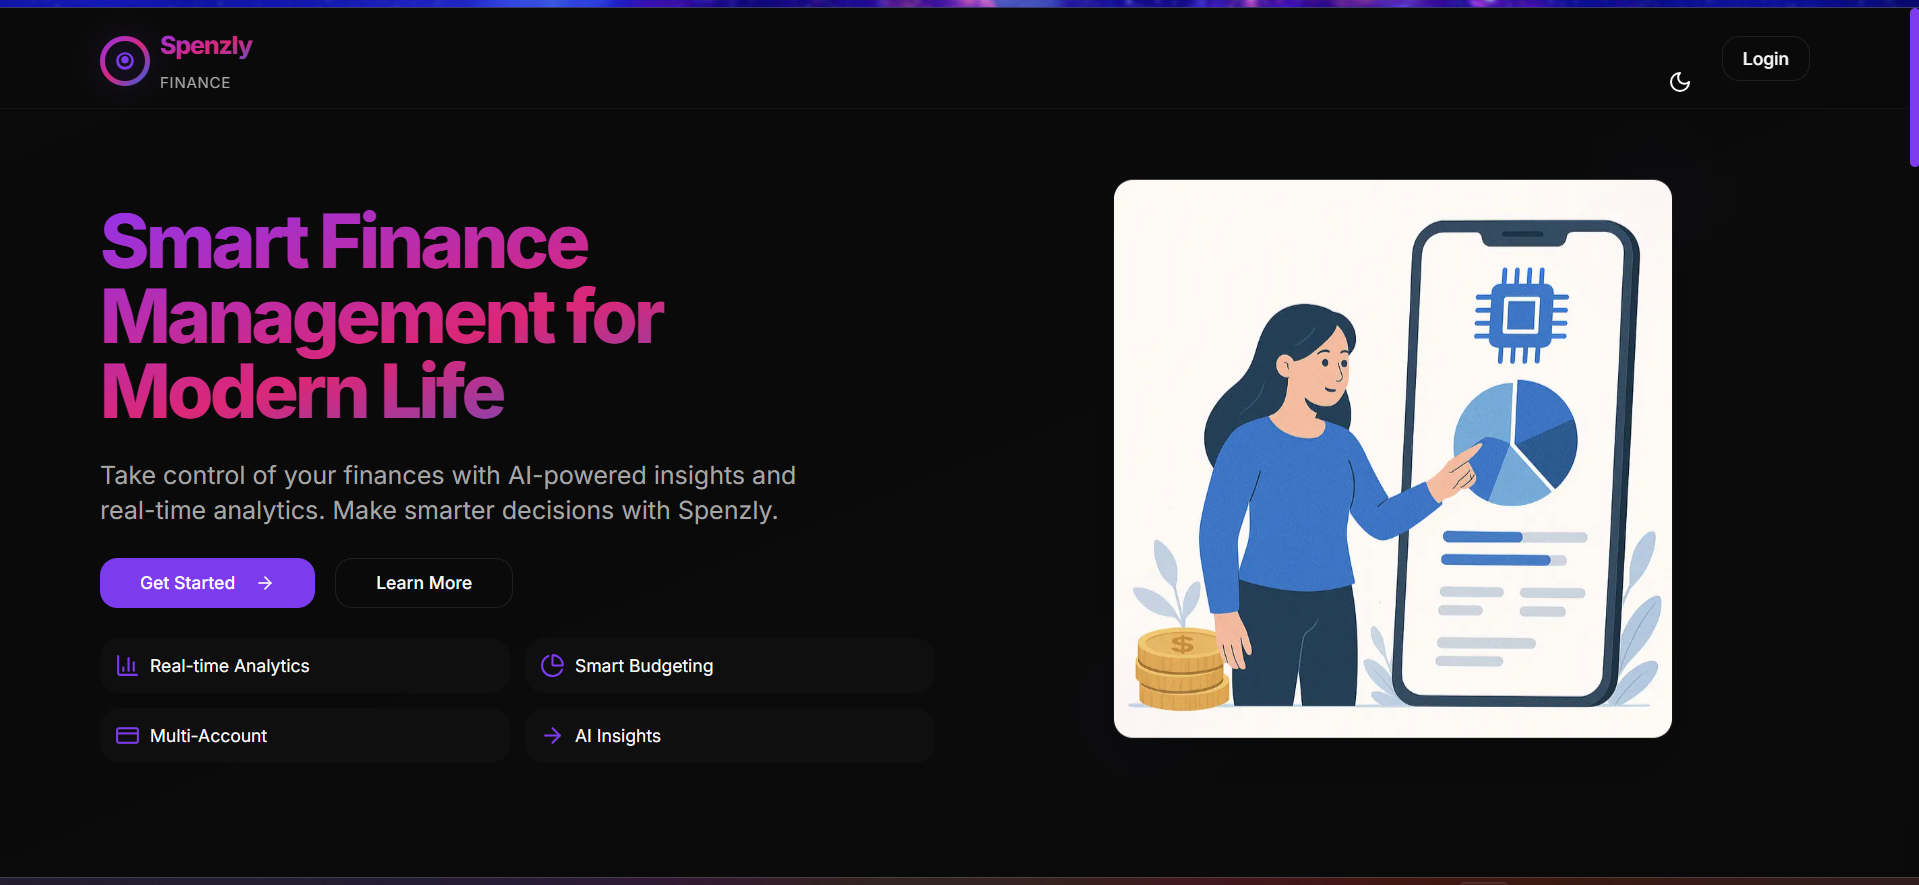 Spenzly
FINANCE
Login
Smart Finance
Management for
Modern Life
Take control of your finances with AI-powered insights and
real-time analytics. Make smarter decisions with Spenzly.
Get Started
Learn More
Real-time Analytics
Smart Budgeting
Multi-Account
AI Insights
$